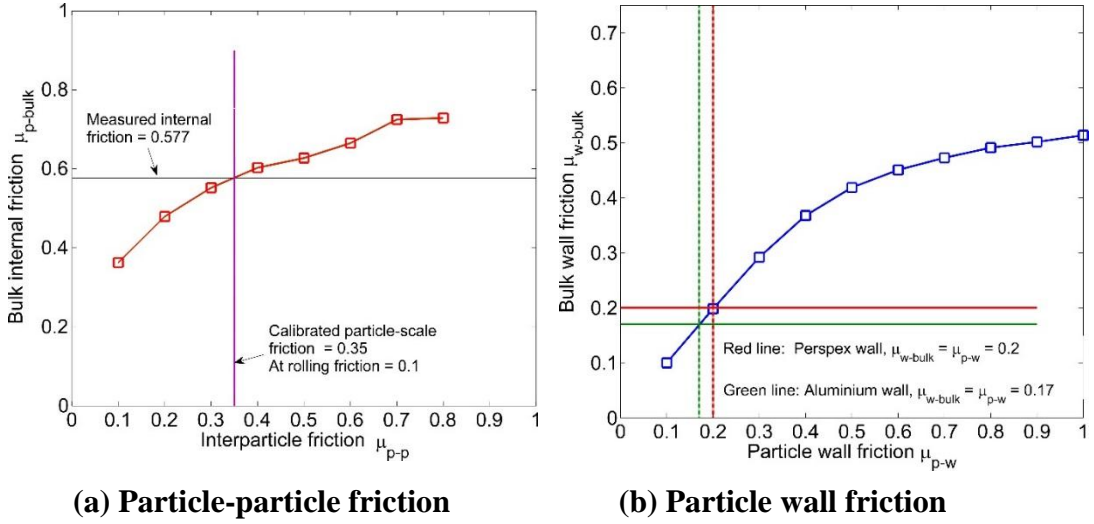 1
0.8
0.6
0.4
0.2
0
Bulk internal friction μp-bulk
Measured internal
friction = 0.577
Calibrated particle-scale
friction = 0.35
At rolling friction = 0.1
0 0.1 0.2 0.3 0.4 0.5 0.6 0.7 0.8 0.9 1
Interparticle friction μp-p
(a) Particle-particle friction
0.7
0.6
0.5
0.4
0.3
0.2
0.1
0
Bulk wall friction μw-bulk
Red line: Perspex wall, μw-bulk = μp-w = 0.2
Green line: Aluminium wall, μw-bulk = μp-w = 0.17
0 0.1 0.2 0.3 0.4 0.5 0.6 0.7 0.8 0.9 1
Particle wall friction μp-w
(b) Particle wall friction